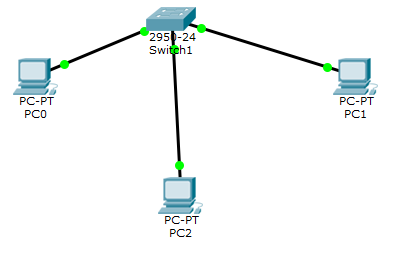 2950-24
Switch1
PC-PT
PC0
PC-PT
PC1
PC-PT
PC2